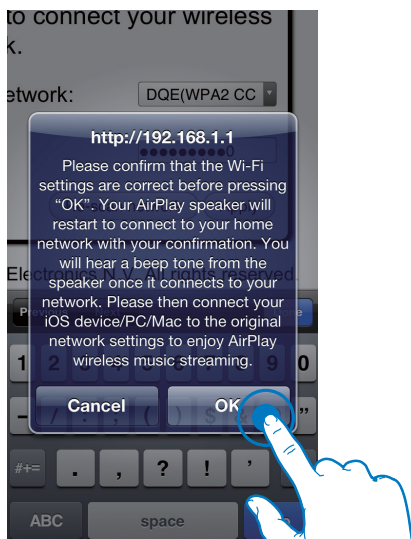 to connect your wireless
k.
etwork:
DQE(WPA2 CC
http://192.168.1.1
Please confirm that the Wi-Fi
settings are correct before pressing
“OK”. Your AirPlay speaker will
restart to connect to your home
network with your confirmation. You
will hear a beep tone from the
speaker once it connects to your
network. Please then connect your
iOS device/PC/Mac to the original
network settings to enjoy AirPlay
wireless music streaming.
Cancel OK
Electronics N.V. All rights reserved.
Previous
1 2 9 0
- / : ; ( ) $ ”
#+= . , ? ! ’
ABC space